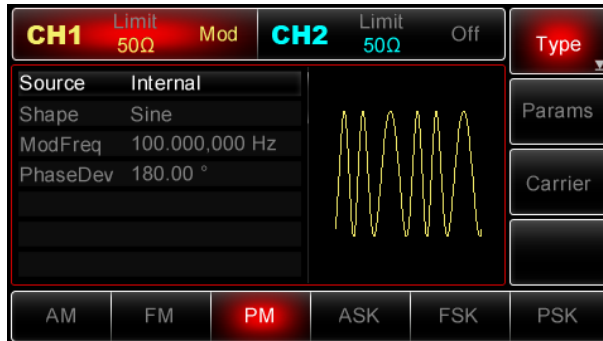 CH1 Limit 50Ω Mod CH2 Limit 50Ω Off
Type
Source Internal
Shape Sine
ModFreq 100.000,000 Hz
PhaseDev 180.00 °
Params
Carrier
AM FM PM ASK FSK PSK